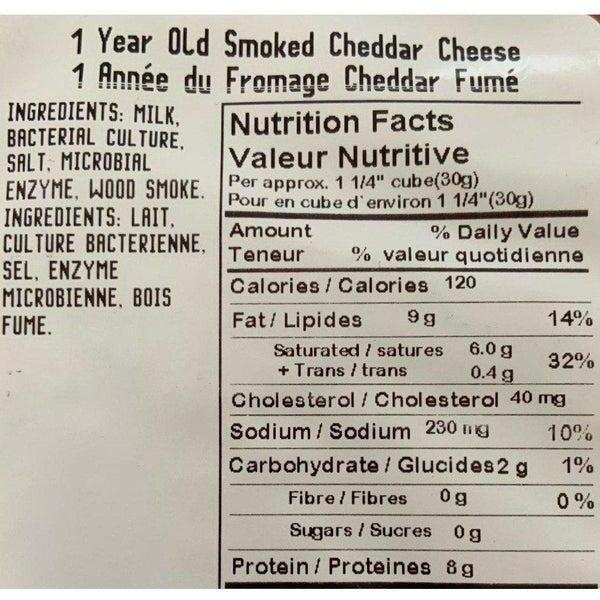 1 Year Old Smoked Cheddar Cheese
1 Année du Fromage Cheddar Fumé
INGREDIENTS: MILK,
BACTERIAL CULTURE,
SALT, MICROBIAL
ENZYME, WOOD SMOKE.
INGREDIENTS: LAIT,
CULTURE BACTERIENNE,
SEL, ENZYME
MICROBIENNE, BOIS
FUME.
Nutrition Facts
Valeur Nutritive
Per approx. 1 1/4" cube(30g)
Pour en cube d'environ 1 1/4"(30g)
Amount % Daily Value
Teneur % valeur quotidienne
Calories / Calories 120
Fat / Lipides 9 g 14%
Saturated / satures 6.0 g
+ Trans / trans 0.4 g 32%
Cholesterol / Cholesterol 40 mg
Sodium / Sodium 230 mg 10%
Carbohydrate / Glucides 2 g 1%
Fibre / Fibres 0 g 0 %
Sugars / Sucres 0 g
Protein / Proteines 8 g